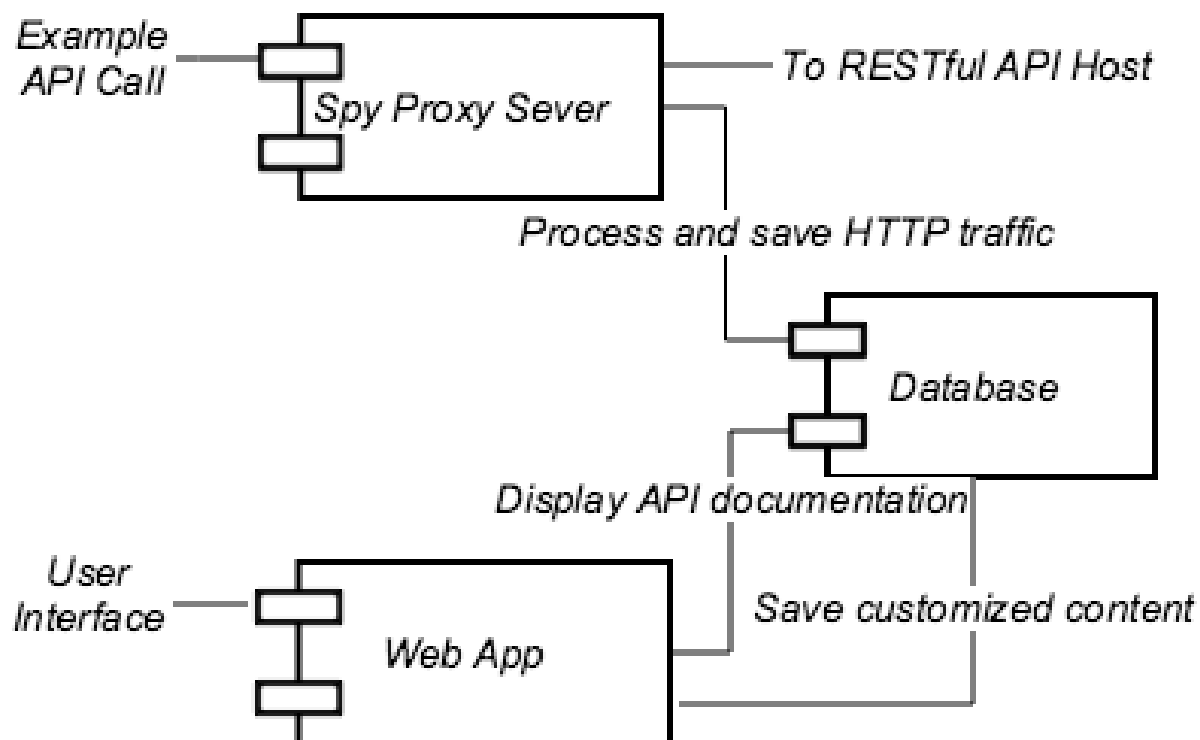 Example
API Call
To RESTful API Host
Spy Proxy Sever
Process and save HTTP traffic
Database
Display API documentation
User
Interface
Save customized content
Web App